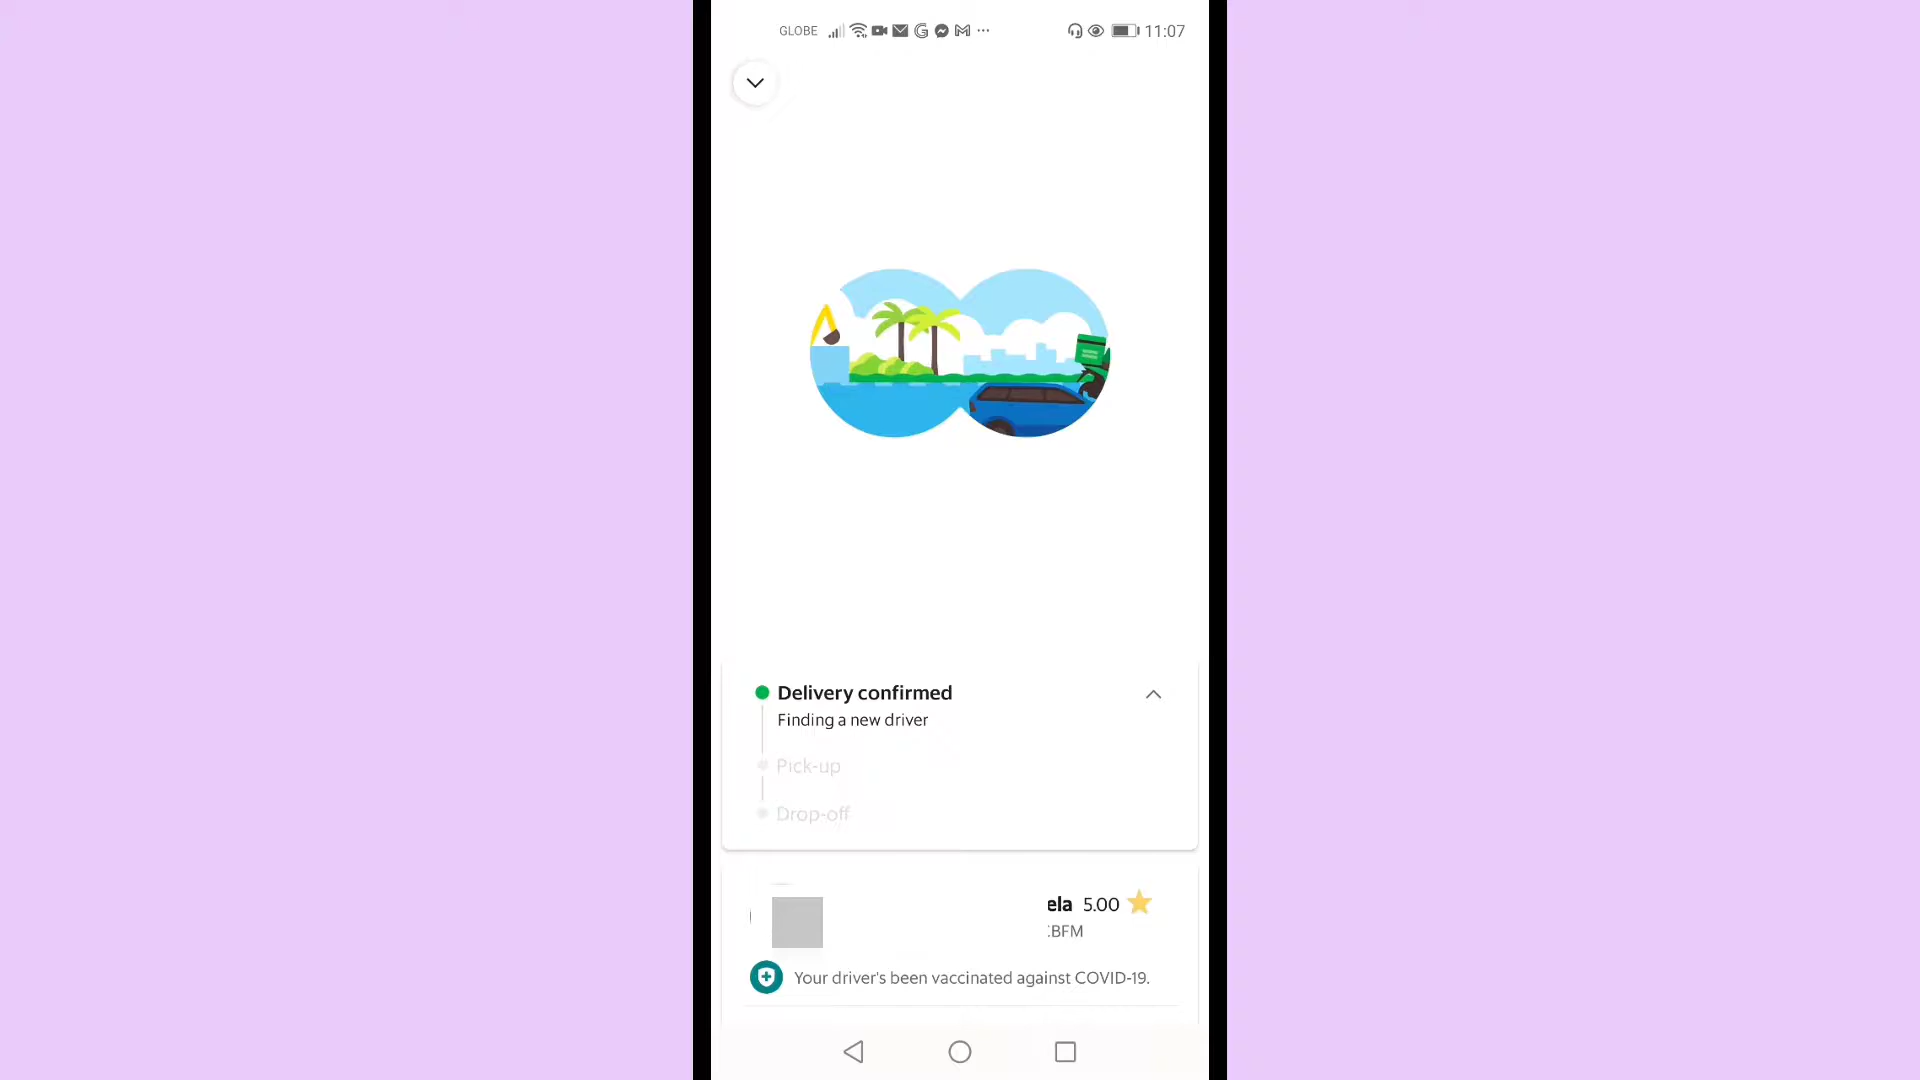 GLOBE 11:07
Delivery confirmed
Finding a new driver
Pick-up
Drop-off
ela 5.00
BFM
Your driver's been vaccinated against COVID-19.